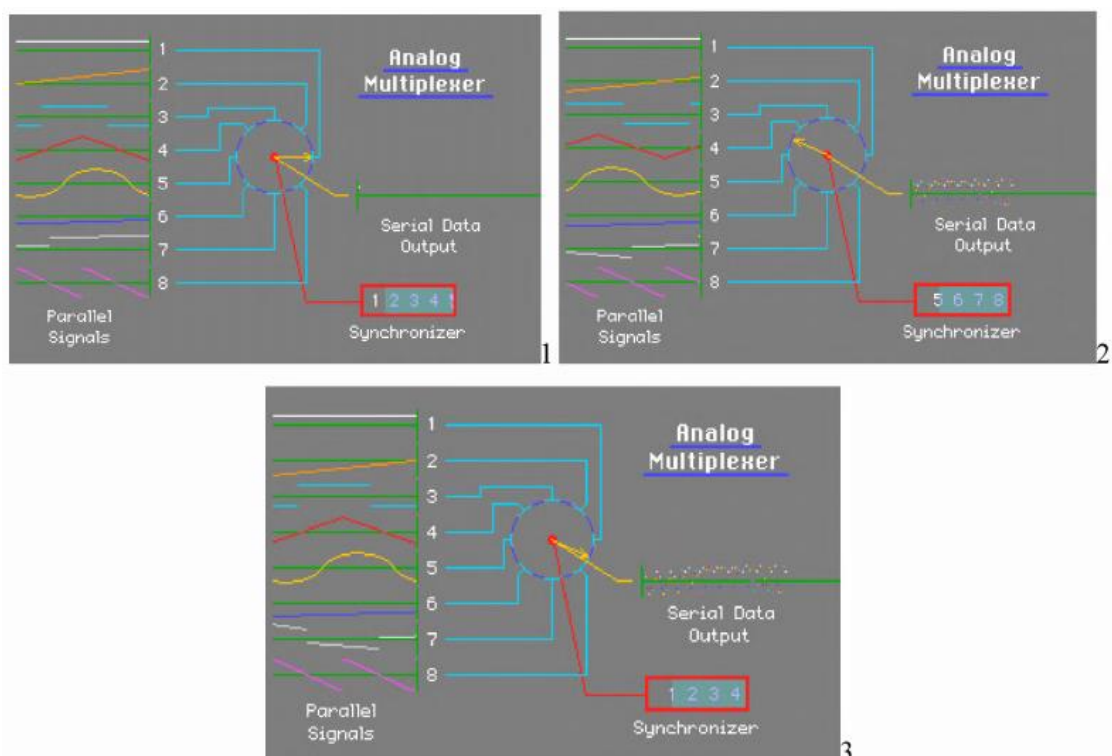 Analog
Multiplexer
1
2
3
4
5
6
7
8
Serial Data
Output
1 2 3 4
Parallel
Signals
Synchronizer
1
Analog
Multiplexer
1
2
3
4
5
6
7
8
Serial Data
Output
5 6 7 8
Parallel
Signals
Synchronizer
2
Analog
Multiplexer
1
2
3
4
5
6
7
8
Serial Data
Output
1 2 3 4
Parallel
Signals
Synchronizer
3